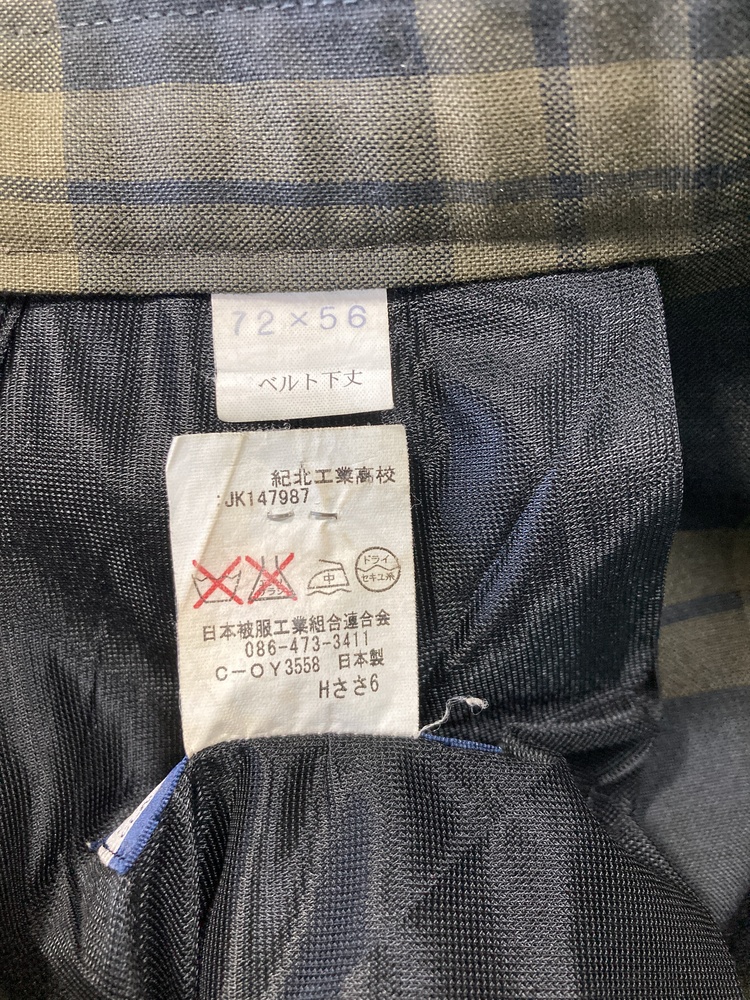 72×56
ベルト下丈
紀北工業高校
:JK147987
中
ドライ
セキユ系
日本被服工業組合連合会
086-473-3411
C-OY3558 日本製
Hささ6